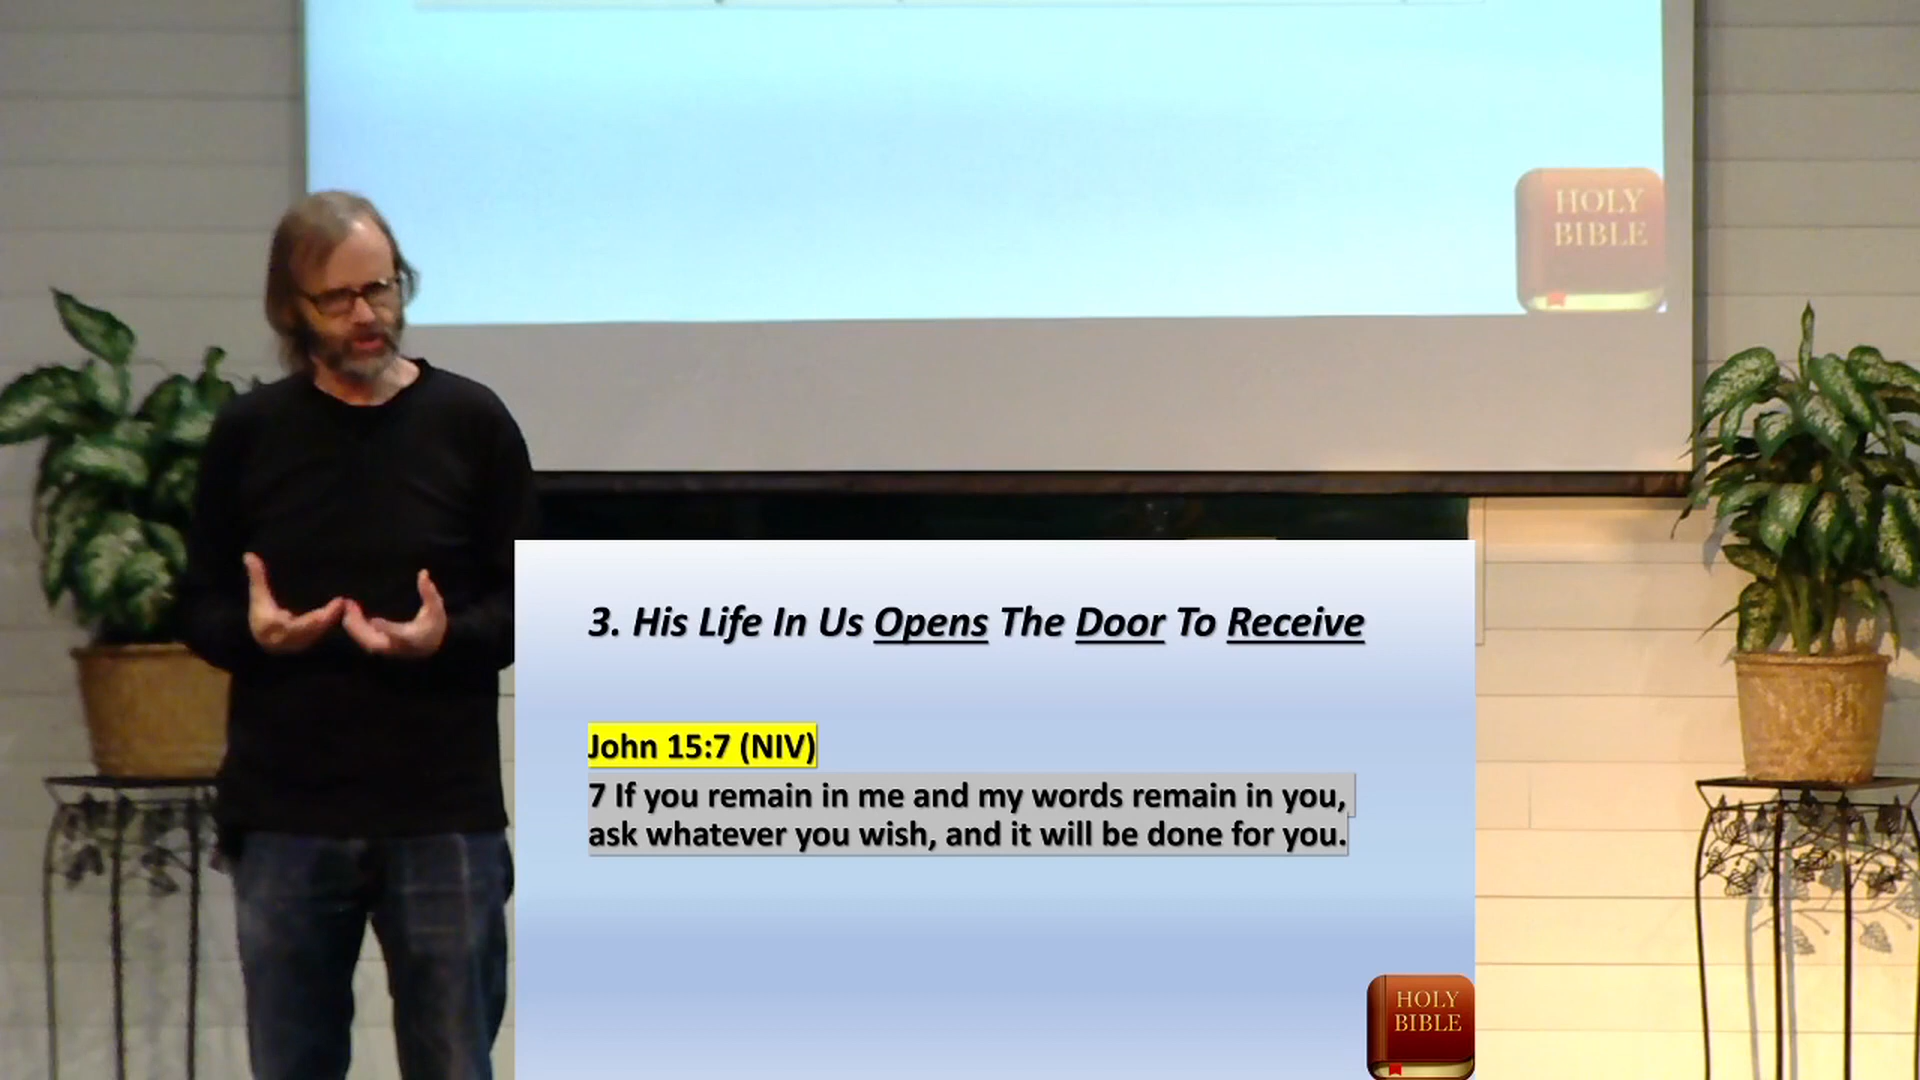 HOLY
BIBLE
3. His Life In Us Opens The Door To Receive
John 15:7 (NIV)
7 If you remain in me and my words remain in you,
ask whatever you wish, and it will be done for you.
HOLY
BIBLE